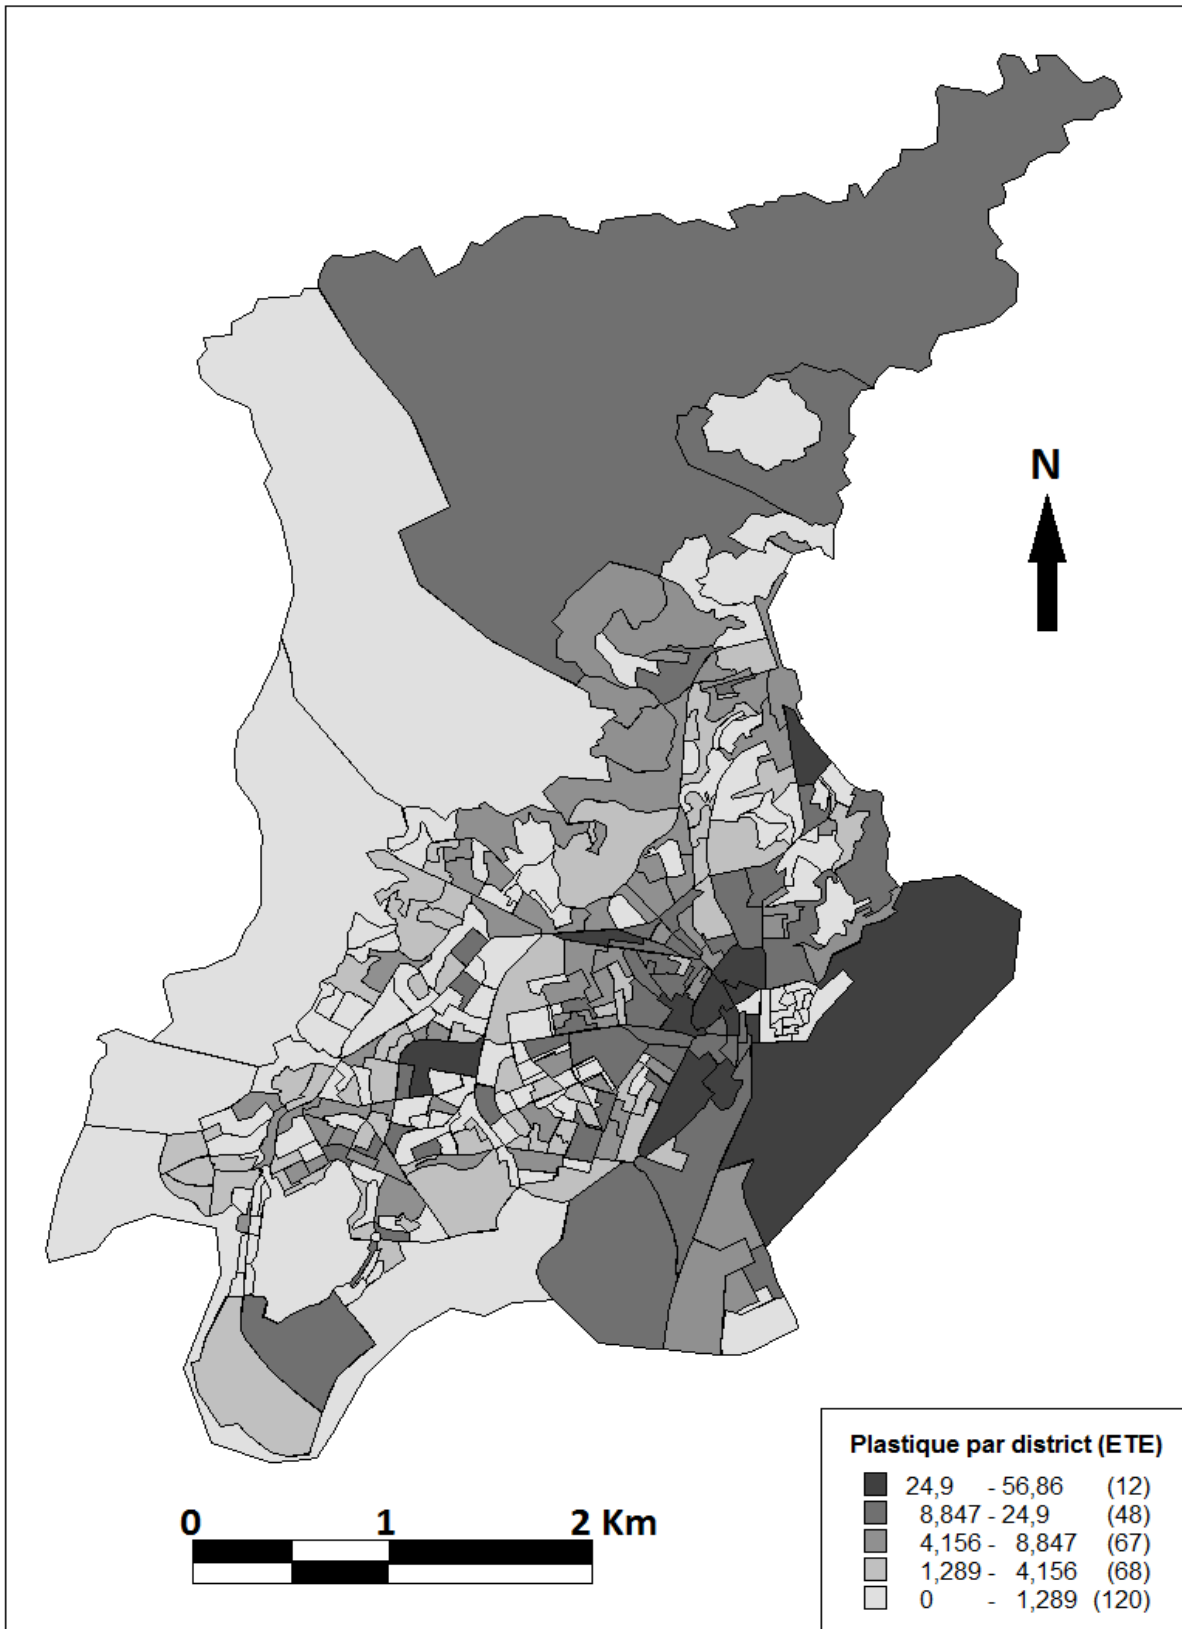 N
0 1 2 Km
Plastique par district (ETE)
24,9 - 56,86 (12)
8,847 - 24,9 (48)
4,156 - 8,847 (67)
1,289 - 4,156 (68)
0 - 1,289 (120)